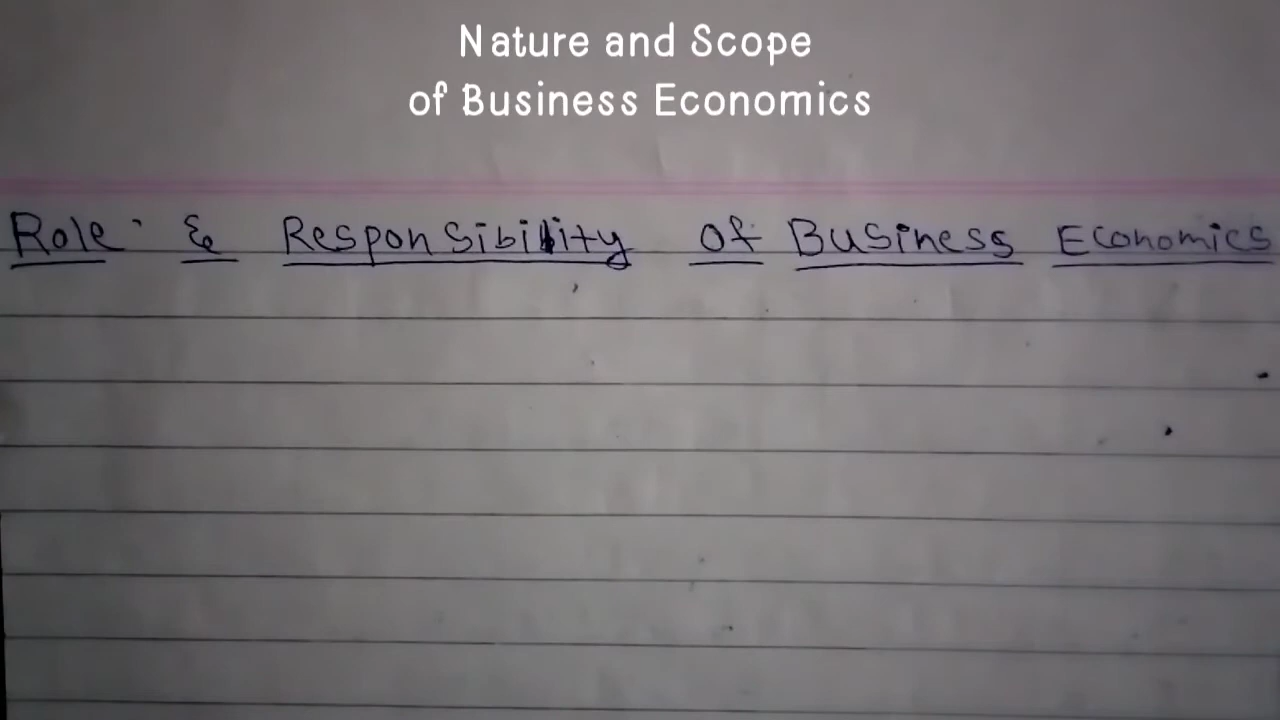 Nature and Scope
of Business Economics
Role & Responsibility of Business Economics